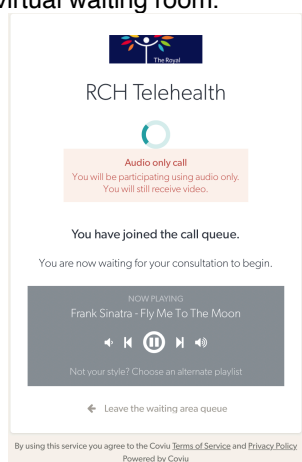 virtual waiting room.
The Royal
RCH Telehealth
Audio only call
You will be participating using audio only.
You will still receive video.
You have joined the call queue.
You are now waiting for your consultation to begin.
NOW PLAYING
Frank Sinatra - Fly Me To The Moon
Not your style? Choose an alternate playlist
Leave the waiting area queue
By using this service you agree to the Coviu Terms of Service and Privacy Policy
Powered by Coviu